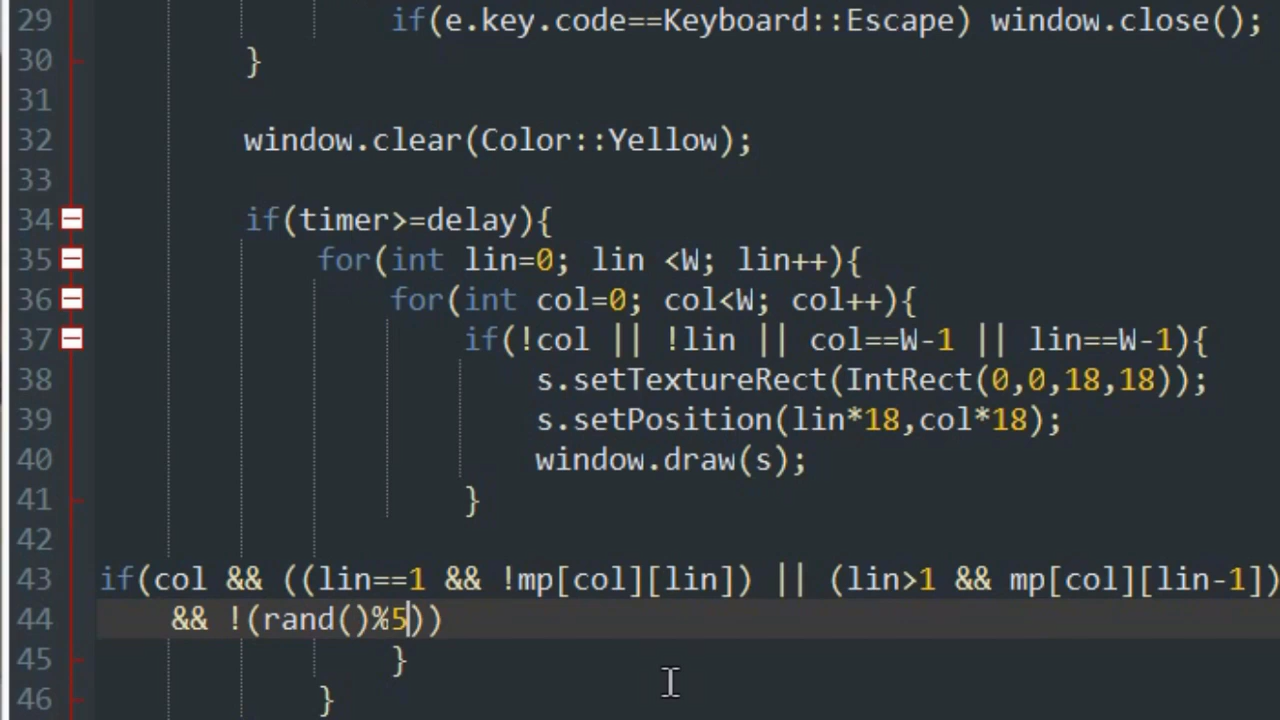 29 if(e.key.code==Keyboard::Escape) window.close();
30 }
31
32 window.clear(Color::Yellow);
33
34 if(timer>=delay){
35 for(int lin=0; lin <W; lin++){
36 for(int col=0; col<W; col++){
37 if(!col || !lin || col==W-1 || lin==W-1){
38 s.setTextureRect(IntRect(0,0,18,18));
39 s.setPosition(lin*18,col*18);
40 window.draw(s);
41 }
42
43 if(col && ((lin==1 && !mp[col][lin]) || (lin>1 && mp[col][lin-1])
44 && !(rand()%5))
45 }
46 }